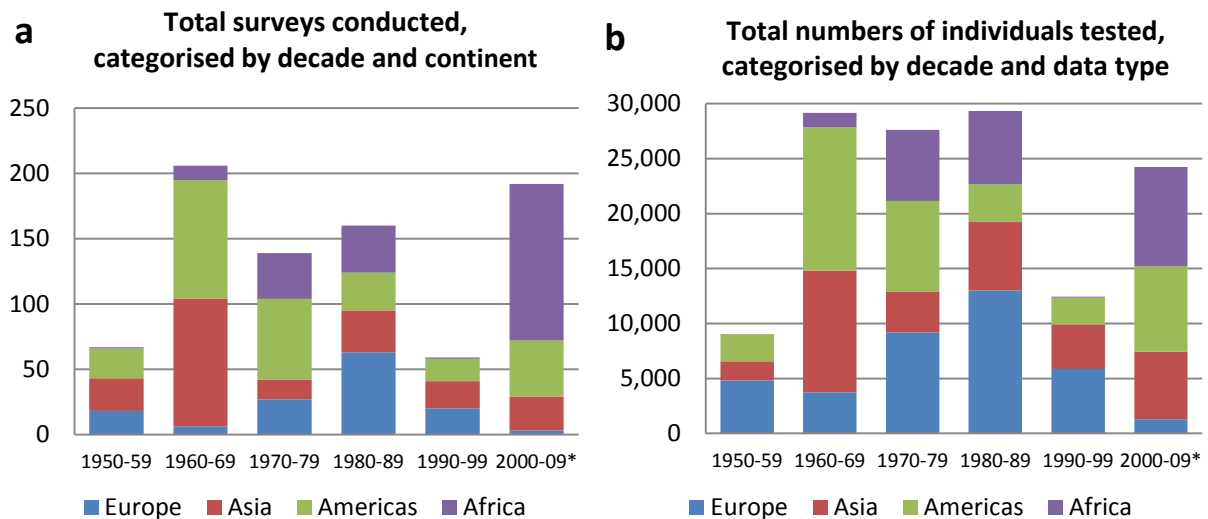 a
Total surveys conducted,
categorised by decade and continent
250
200
150
100
50
0
1950-59 1960-69 1970-79 1980-89 1990-99 2000-09*
Europe Asia Americas Africa
b
Total numbers of individuals tested,
categorised by decade and data type
30,000
25,000
20,000
15,000
10,000
5,000
0
1950-59 1960-69 1970-79 1980-89 1990-99 2000-09*
Europe Asia Americas Africa